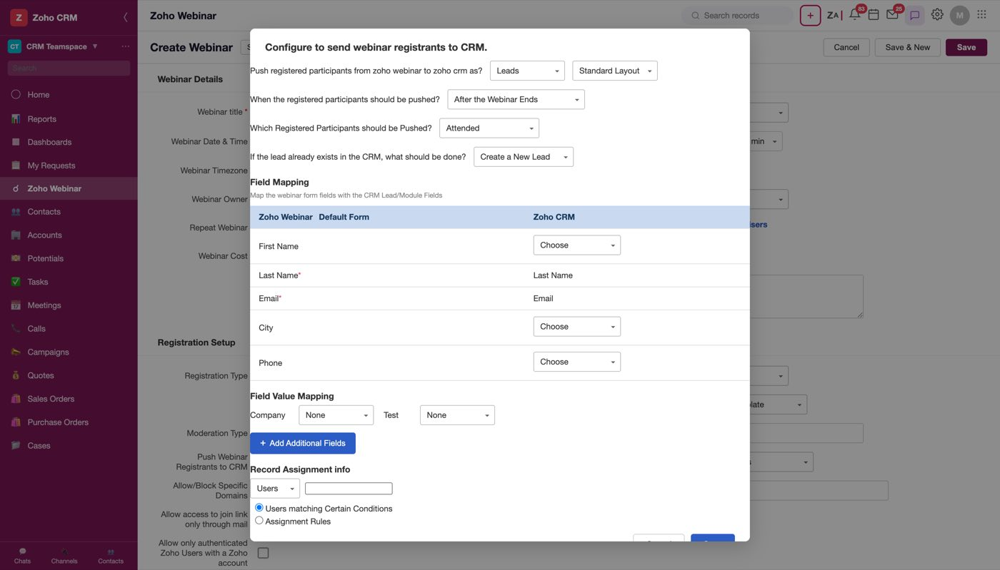 Z Zoho CRM
CT CRM Teamspace
Search
Home
Reports
Dashboards
My Requests
Zoho Webinar
Contacts
Accounts
Potentials
Tasks
Meetings
Calls
Campaigns
Quotes
Sales Orders
Purchase Orders
Cases
Chats Channels Contacts
Zoho Webinar
Search records
83
25
M
Create Webinar
Cancel Save & New Save
Webinar Details
Webinar title *
Webinar Date & Time
min
Webinar Timezone
Webinar Owner
Repeat Webinar
Webinar Cost
Registration Setup
Registration Type
Moderation Type
Push Webinar
Registrants to CRM
Allow/Block Specific
Domains
Allow access to join link
only through mail
Allow only authenticated
Zoho Users with a Zoho
account
Configure to send webinar registrants to CRM.
Push registered participants from zoho webinar to zoho crm as? Leads Standard Layout
When the registered participants should be pushed? After the Webinar Ends
Which Registered Participants should be Pushed? Attended
If the lead already exists in the CRM, what should be done? Create a New Lead
Field Mapping
Map the webinar form fields with the CRM Lead/Module Fields
Zoho Webinar Default Form Zoho CRM
First Name Choose
Last Name* Last Name
Email* Email
City Choose
Phone Choose
Field Value Mapping
Company None Test None
+ Add Additional Fields
Record Assignment info
Users
Users matching Certain Conditions
Assignment Rules